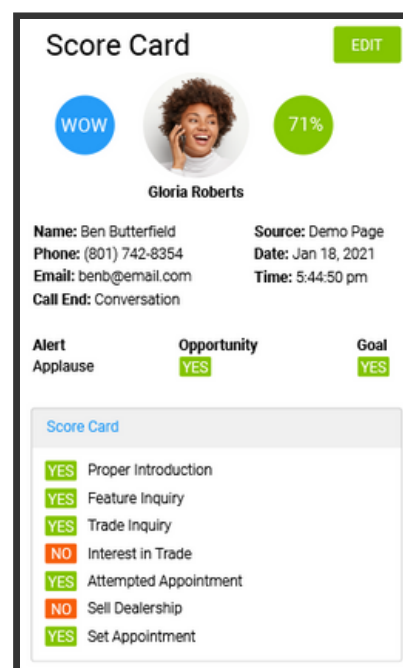 Score Card
EDIT
WOW
71%
Gloria Roberts
Name: Ben Butterfield
Source: Demo Page
Phone: (801) 742-8354
Date: Jan 18, 2021
Email: benb@email.com
Time: 5:44:50 pm
Call End: Conversation
Alert Opportunity Goal
Applause YES YES
Score Card
YES Proper Introduction
YES Feature Inquiry
YES Trade Inquiry
NO Interest in Trade
YES Attempted Appointment
NO Sell Dealership
YES Set Appointment